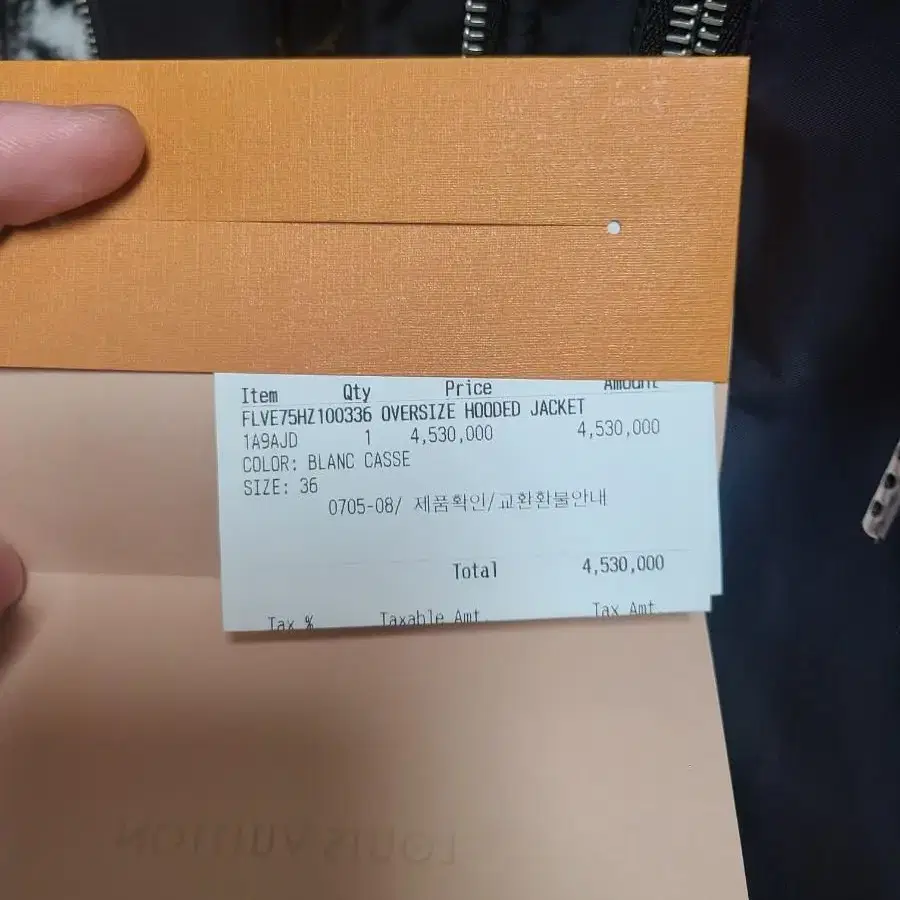 Item Qty Price Amount
FLVE75HZ100336 OVERSIZE HOODED JACKET
1A9AJD 1 4,530,000 4,530,000
COLOR: BLANC CASSE
SIZE: 36
0705-08/ 제품확인/교환환불안내
Total 4,530,000
Tax % Taxable Amt. Tax Amt.
LOUIS VUITTON